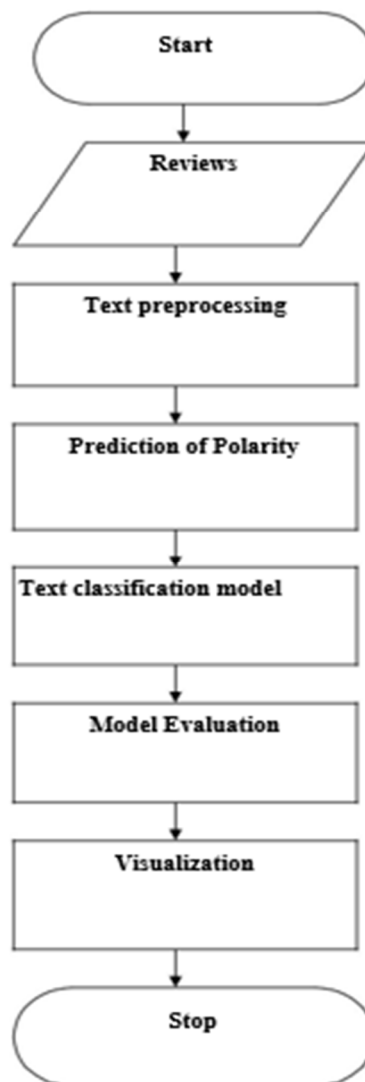 Start
Reviews
Text preprocessing
Prediction of Polarity
Text classification model
Model Evaluation
Visualization
Stop